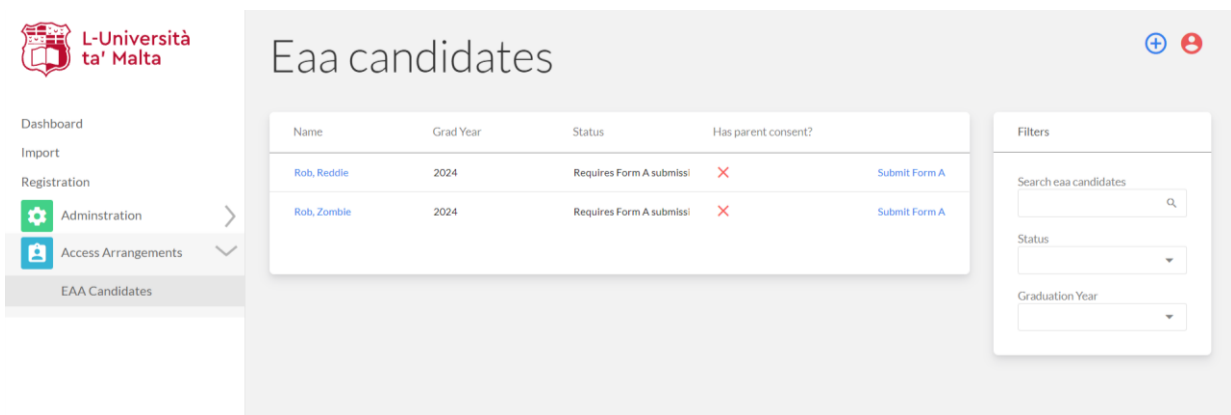 L-Università
ta' Malta
Eaa candidates
Dashboard
Import
Registration
Adminstration
Access Arrangements
EAA Candidates
Name Grad Year Status Has parent consent?
Rob, Reddie 2024 Requires Form A submissi Submit Form A
Rob, Zombie 2024 Requires Form A submissi Submit Form A
Filters
Search eaa candidates
Status
Graduation Year